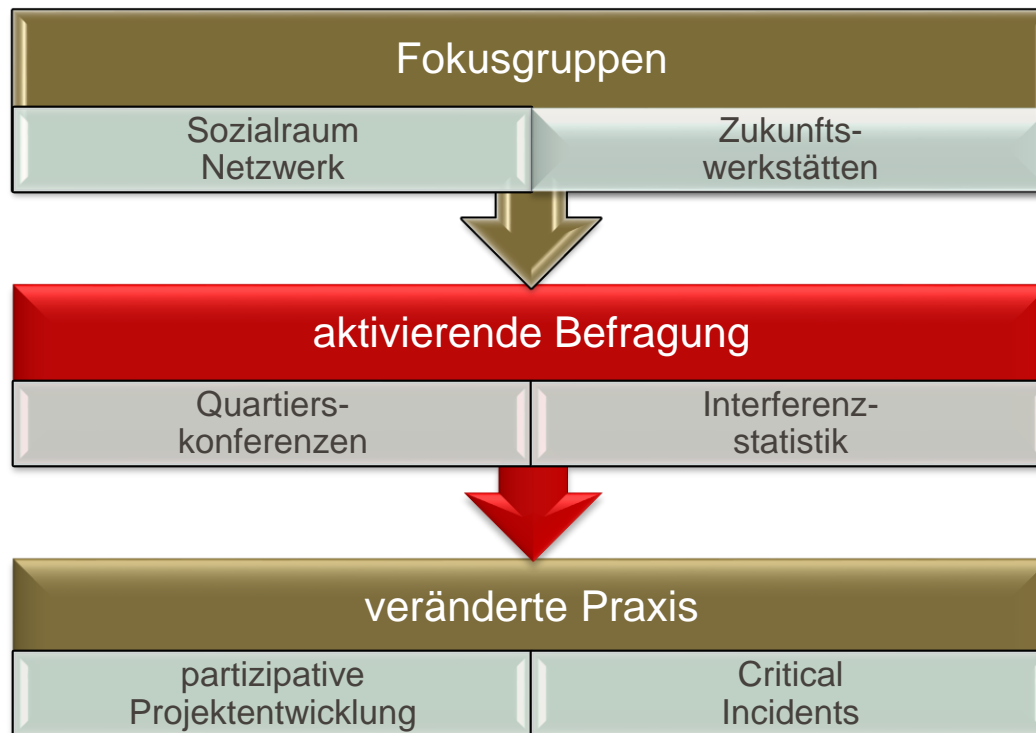 Fokusgruppen
Sozialraum
Netzwerk
Zukunfts-
werkstätten
aktivierende Befragung
Quartiers-
konferenzen
Interferenz-
statistik
veränderte Praxis
partizipative
Projektentwicklung
Critical
Incidents